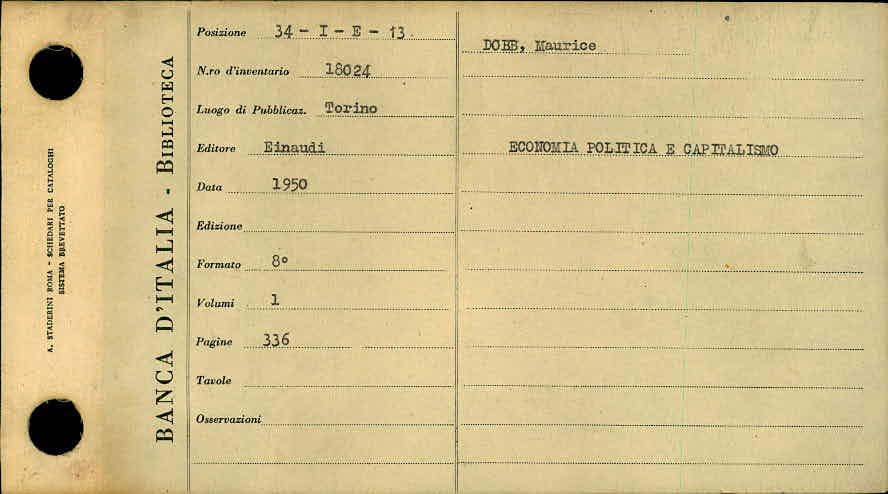 A. STADERINI ROMA - SCHEDARI PER CATALOGHI
SISTEMA BREVETTATO
BANCA D'ITALIA - BIBLIOTECA
Posizione 34 - I - E - 13
N.ro d'inventario 18024
Luogo di Pubblicaz. Torino
Editore Einaudi
Data 1950
Edizione
Formato 8°
Volumi 1
Pagine 336
Tavole
Osservazioni
DOBB, Maurice
ECONOMIA POLITICA E CAPITALISMO